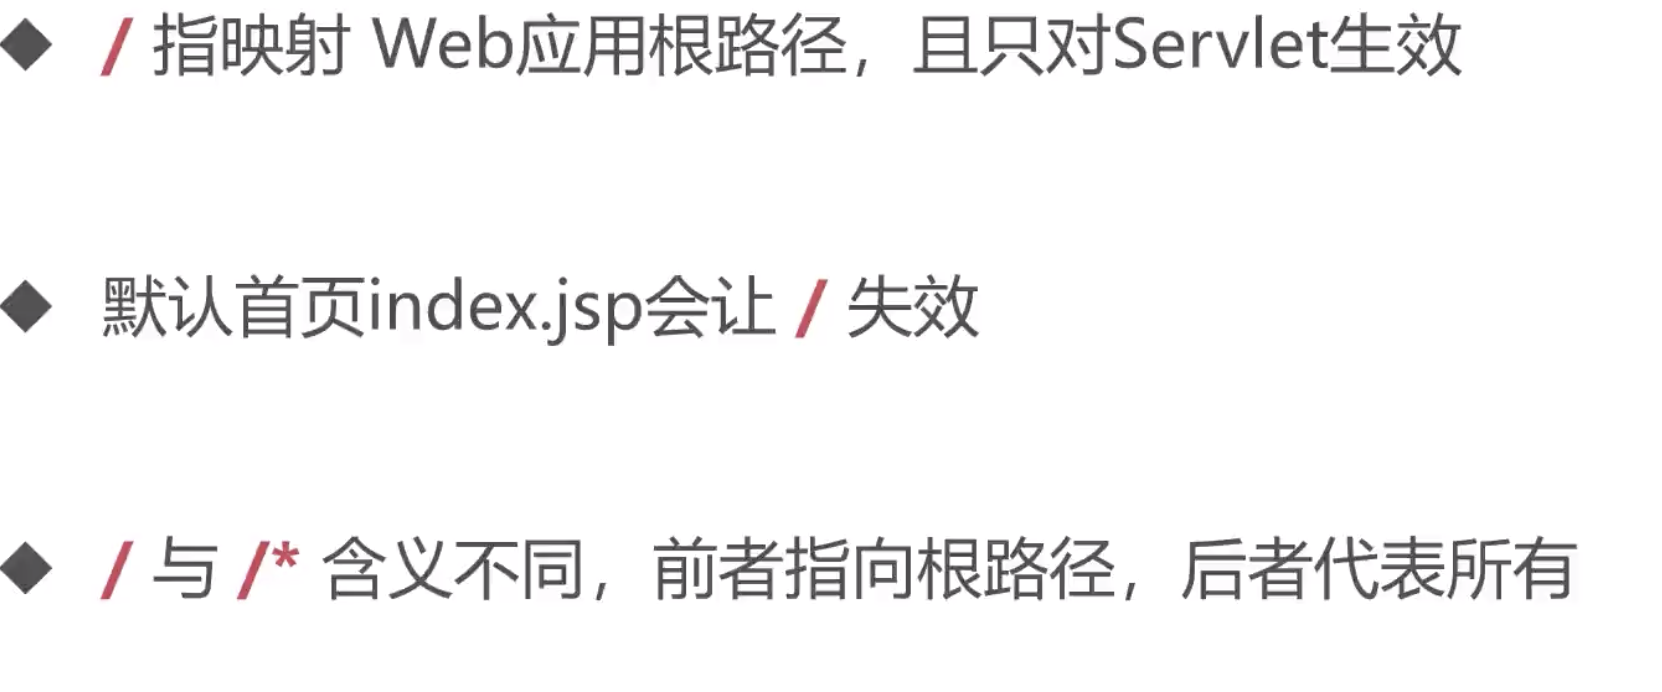 ◆ / 指映射 Web应用根路径，且只对Servlet生效
◆ 默认首页index.jsp会让 / 失效
◆ / 与 /* 含义不同，前者指向根路径，后者代表所有